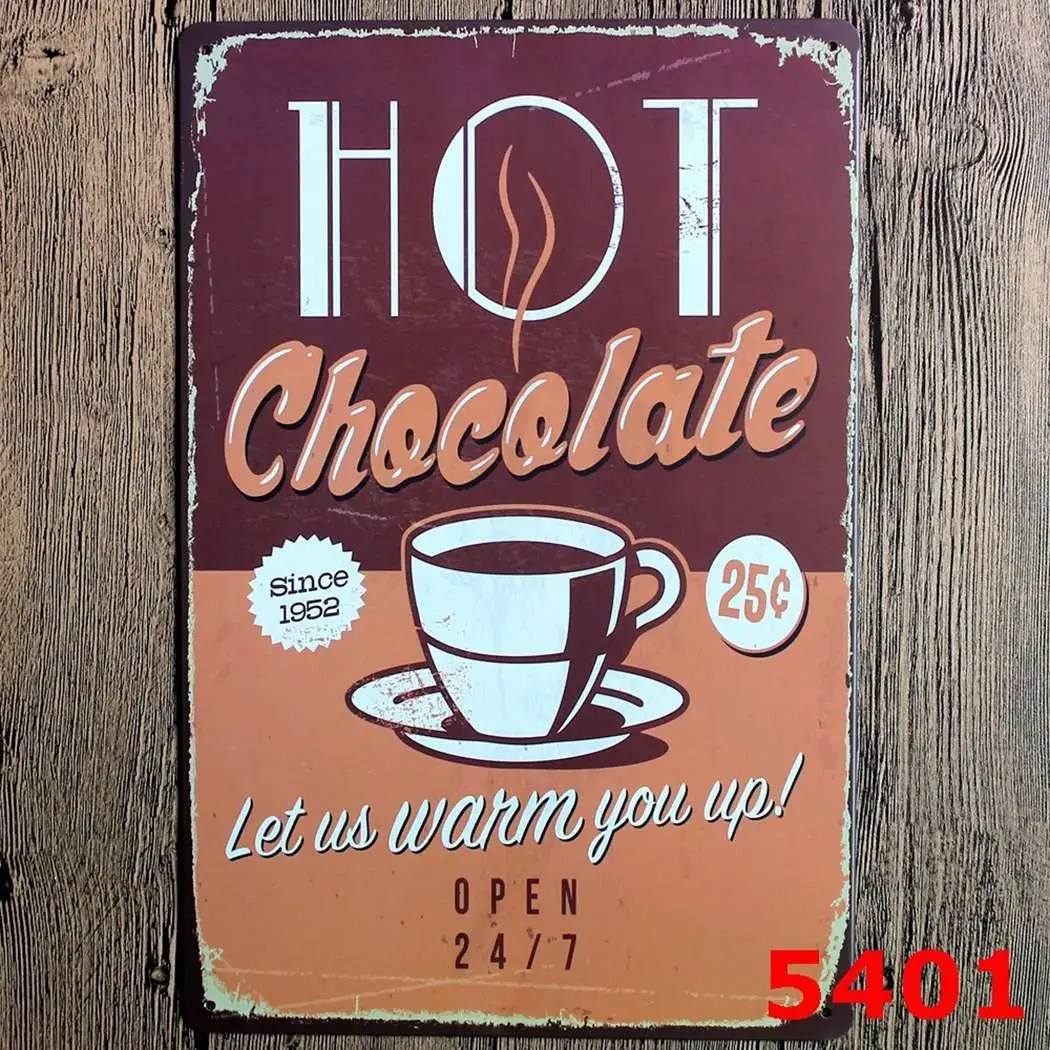 HOT
Chocolate
Since
1952
25¢
Let us warm you up!
OPEN
24/7
5401